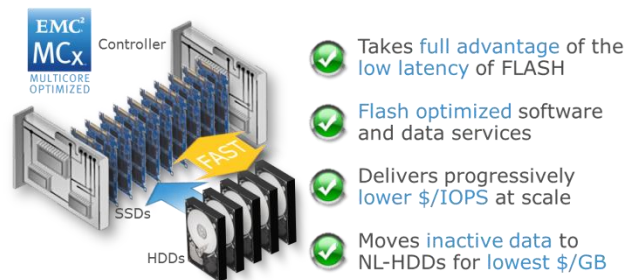 EMC²
MCx
MULTICORE
OPTIMIZED
Controller
FAST
SSDs
HDDs
Takes full advantage of the
low latency of FLASH
Flash optimized software
and data services
Delivers progressively
lower $/IOPS at scale
Moves inactive data to
NL-HDDs for lowest $/GB